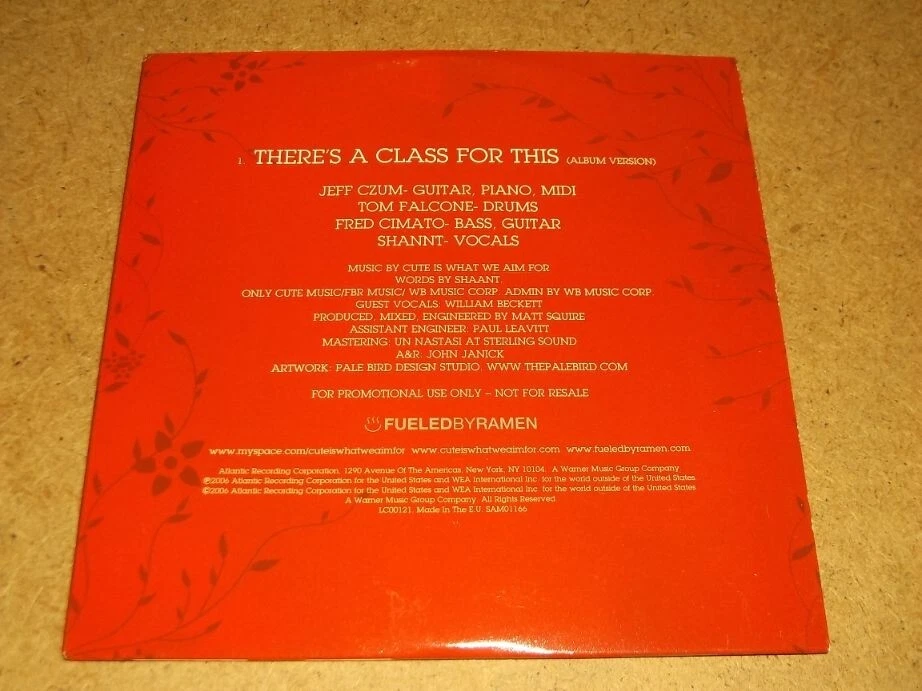 1. THERE'S A CLASS FOR THIS (ALBUM VERSION)
JEFF CZUM- GUITAR, PIANO, MIDI
TOM FALCONE- DRUMS
FRED CIMATO- BASS, GUITAR
SHANNT- VOCALS
MUSIC BY CUTE IS WHAT WE AIM FOR
WORDS BY SHAANT.
ONLY CUTE MUSIC/FBR MUSIC/ WB MUSIC CORP. ADMIN BY WB MUSIC CORP.
GUEST VOCALS: WILLIAM BECKETT
PRODUCED, MIXED, ENGINEERED BY MATT SQUIRE
ASSISTANT ENGINEER: PAUL LEAVITT
MASTERING: UN NASTASI AT STERLING SOUND
A&R: JOHN JANICK
ARTWORK: PALE BIRD DESIGN STUDIO. WWW.THEPALEBIRD.COM
FOR PROMOTIONAL USE ONLY – NOT FOR RESALE
FUELEDBYRAMEN
www.myspace.com/cuteiswhatweaimfor www.cuteiswhatweaimfor.com www.fueledbyramen.com
Atlantic Recording Corporation, 1290 Avenue Of The Americas, New York, NY 10104. A Warner Music Group Company
℗2006 Atlantic Recording Corporation for the United States and WEA International Inc. for the world outside of the United States
©2006 Atlantic Recording Corporation for the United States and WEA International Inc. for the world outside of the United States
A Warner Music Group Company. All Rights Reserved
LC00121. Made In The E.U. SAM01166